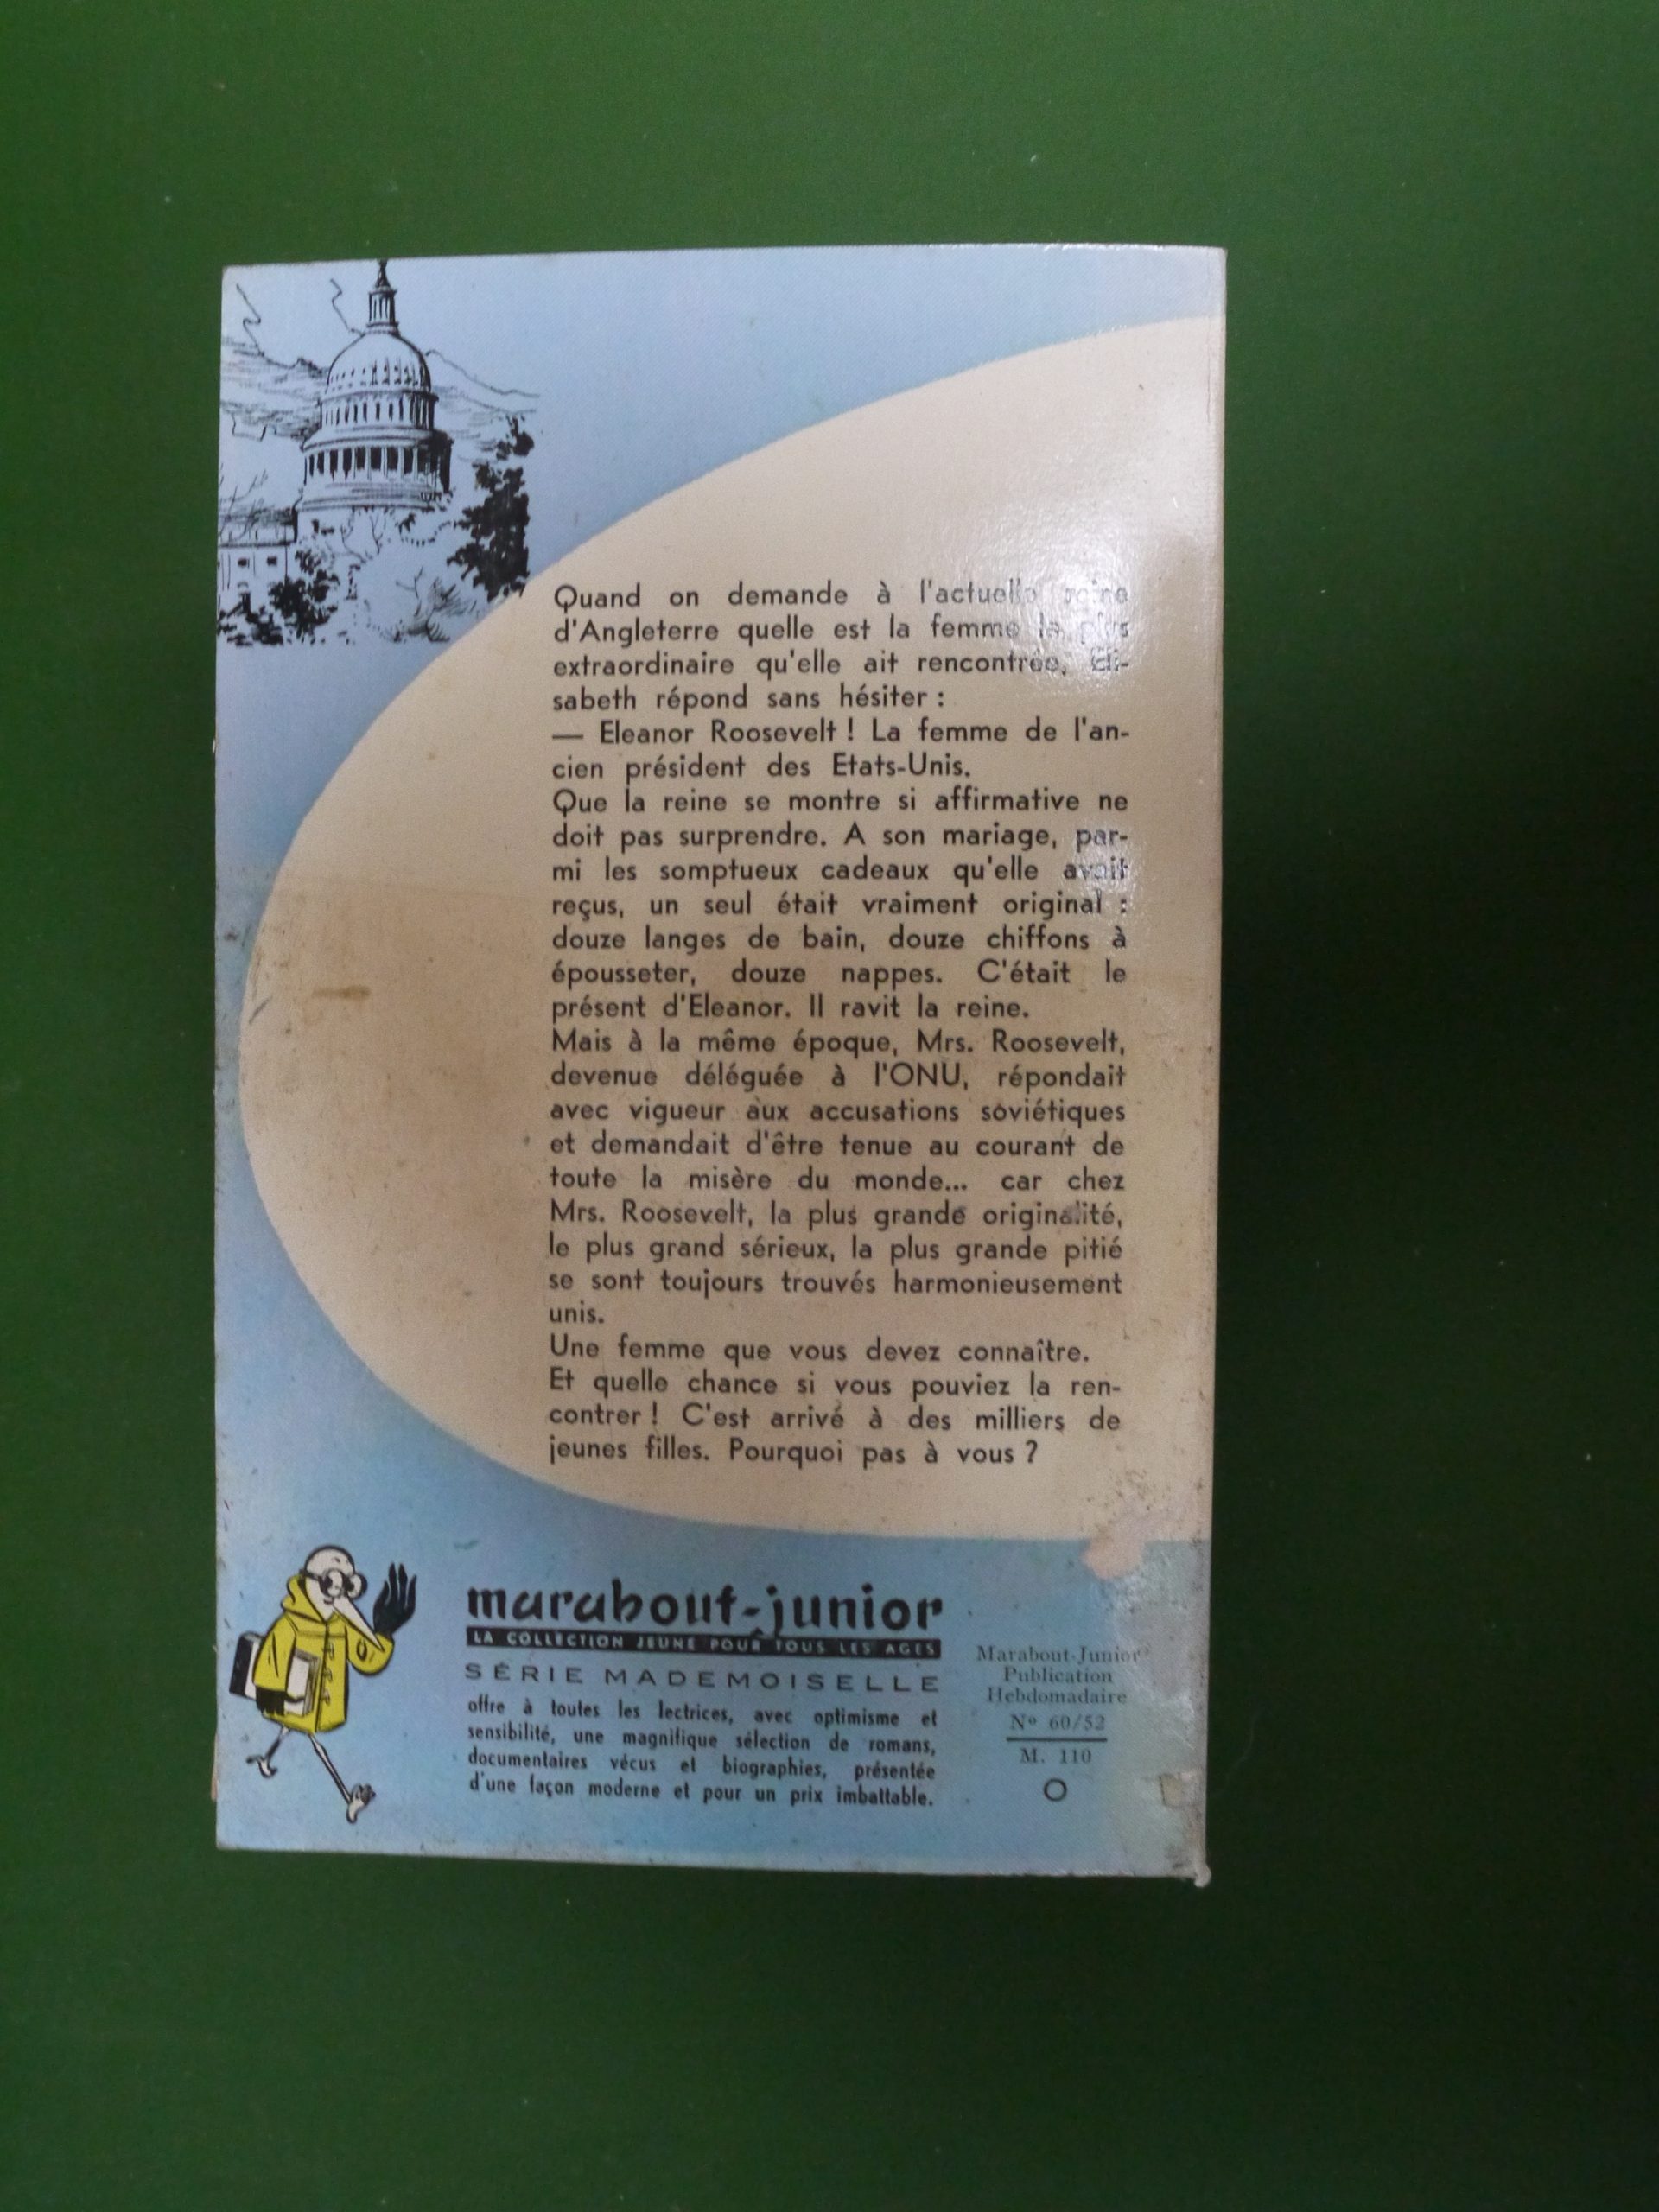 Quand on demande à l'actuelle reine
d'Angleterre quelle est la femme la plus
extraordinaire qu'elle ait rencontrée, Eli-
sabeth répond sans hésiter :
— Eleanor Roosevelt ! La femme de l'an-
cien président des Etats-Unis.
Que la reine se montre si affirmative ne
doit pas surprendre. A son mariage, par-
mi les somptueux cadeaux qu'elle avait
reçus, un seul était vraiment original :
douze langes de bain, douze chiffons à
épousseter, douze nappes. C'était le
présent d'Eleanor. Il ravit la reine.
Mais à la même époque, Mrs. Roosevelt,
devenue déléguée à l'ONU, répondait
avec vigueur aux accusations soviétiques
et demandait d'être tenue au courant de
toute la misère du monde... car chez
Mrs. Roosevelt, la plus grande originalité,
le plus grand sérieux, la plus grande pitié
se sont toujours trouvés harmonieusement
unis.
Une femme que vous devez connaître.
Et quelle chance si vous pouviez la ren-
contrer ! C'est arrivé à des milliers de
jeunes filles. Pourquoi pas à vous ?
marabout-junior
LA COLLECTION JEUNE POUR TOUS LES AGES
SÉRIE MADEMOISELLE
offre à toutes les lectrices, avec optimisme et
sensibilité, une magnifique sélection de romans,
documentaires vécus et biographies, présentée
d'une façon moderne et pour un prix imbattable.
Marabout-Junior
Publication
Hebdomadaire
Nº 60/52
M. 110
O